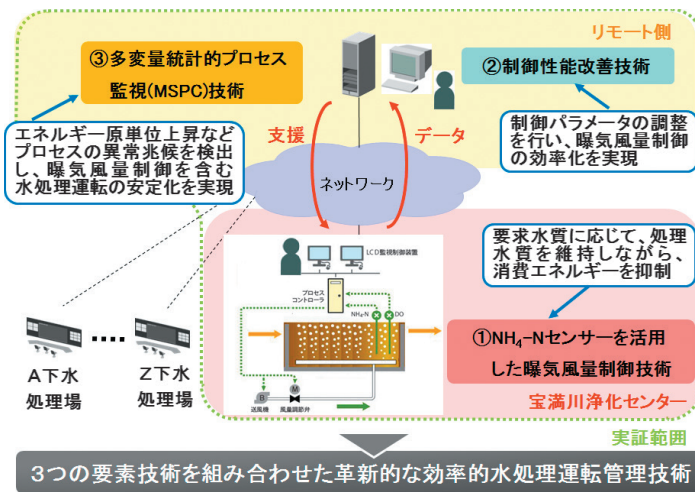 リモート側
③多変量統計的プロセス
監視(MSPC)技術
②制御性能改善技術
エネルギー原単位上昇など
プロセスの異常兆候を検出
し、曝気風量制御を含む
水処理運転の安定化を実現
支援
データ
制御パラメータの調整
を行い、曝気風量制御
の効率化を実現
ネットワーク
要求水質に応じて、処理
水質を維持しながら、
消費エネルギーを抑制
LCD監視制御装置
プロセス
コントローラ
NH₄-N
DO
①NH₄-Nセンサーを活用
した曝気風量制御技術
A下水
処理場
Z下水
処理場
B
M
送風機
風量調節弁
宝満川浄化センター
実証範囲
3つの要素技術を組み合わせた革新的な効率的水処理運転管理技術